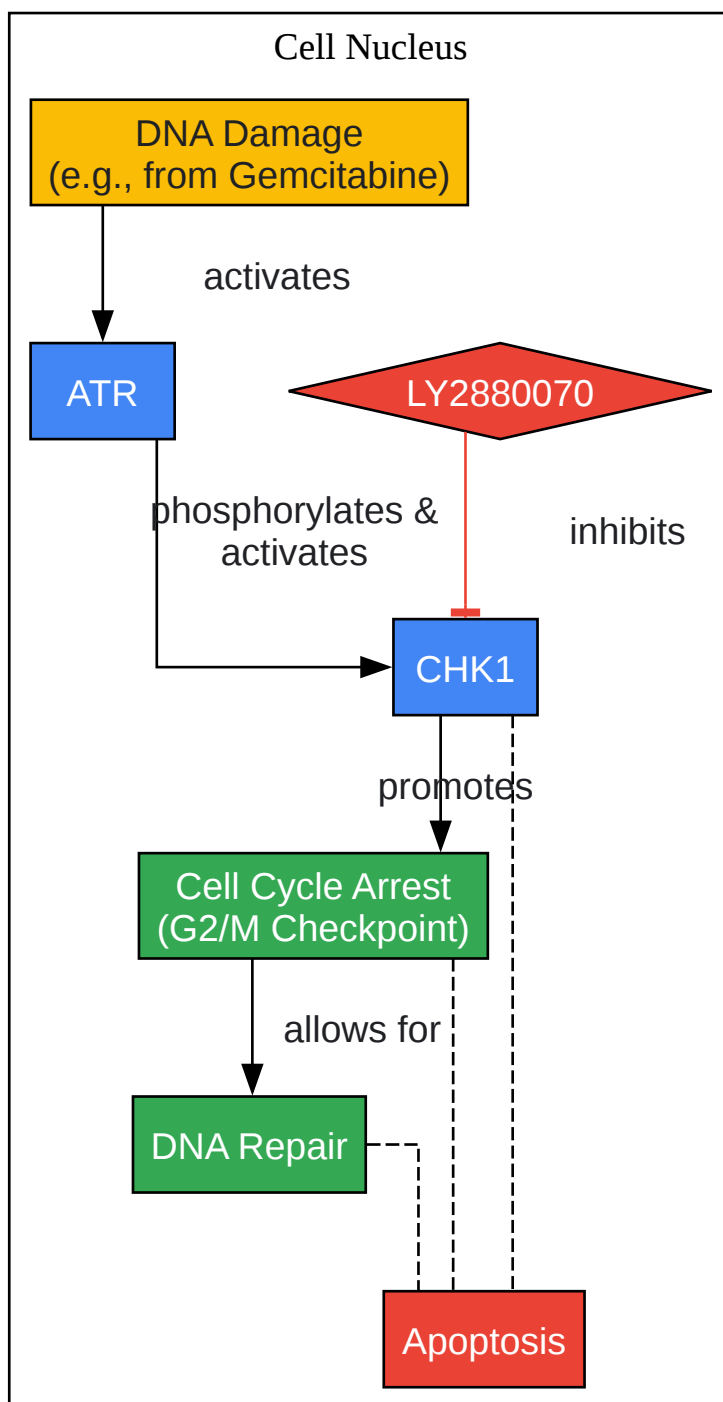 Cell Nucleus
DNA Damage
(e.g., from Gemcitabine)
activates
ATR
LY2880070
phosphorylates &
activates
inhibits
CHK1
promotes
Cell Cycle Arrest
(G2/M Checkpoint)
allows for
DNA Repair
Apoptosis